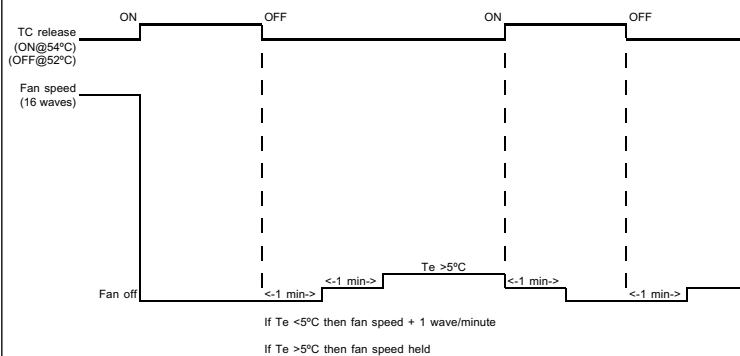 ON OFF ON OFF
TC release
(ON@54ºC)
(OFF@52ºC)
Fan speed
(16 waves)
Te >5ºC
<-1 min-> <-1 min->
Fan off <-1 min-> <-1 min->
If Te <5ºC then fan speed + 1 wave/minute
If Te >5ºC then fan speed held